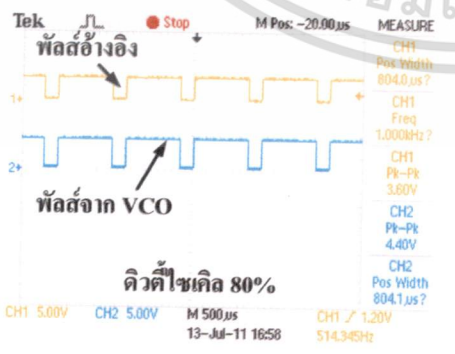 Tek Stop M Pos: -20.00µs MEASURE
พัลส์อ้างอิง
CH1
Pos Width
804.0µs?
1+
CH1
Freq
1.000kHz?
CH1
Pk-Pk
3.60V
2+
พัลส์จาก VCO
CH2
Pk-Pk
4.40V
ดิวตี้ไซเคิล 80%
CH2
Pos Width
804.1µs?
CH1 5.00V CH2 5.00V M 500µs CH1 / 1.20V
13-Jul-11 16:58 514.345Hz